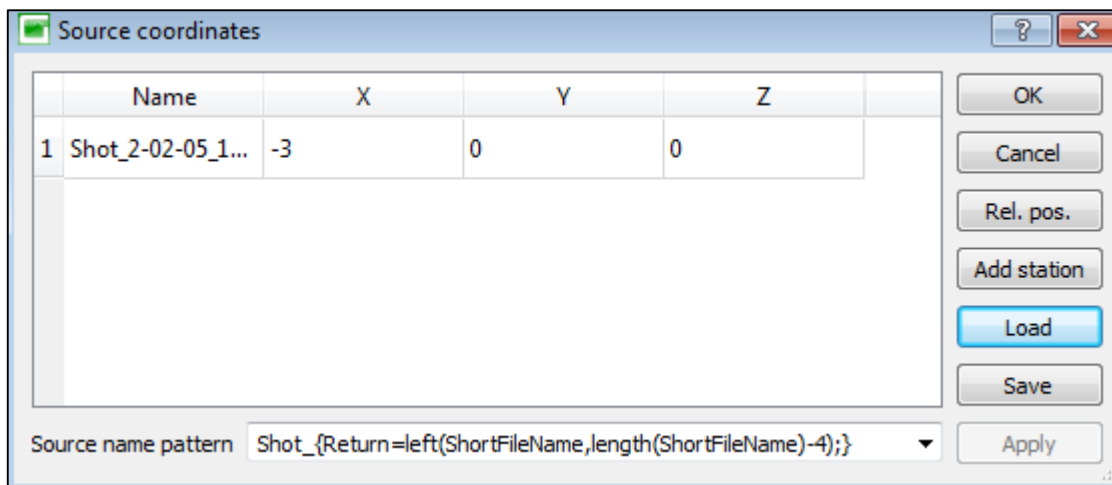 Source coordinates
Name X Y Z
1 Shot_2-02-05_1... -3 0 0
OK
Cancel
Rel. pos.
Add station
Load
Save
Source name pattern Shot_{Return=left(ShortFileName,length(ShortFileName)-4);} Apply